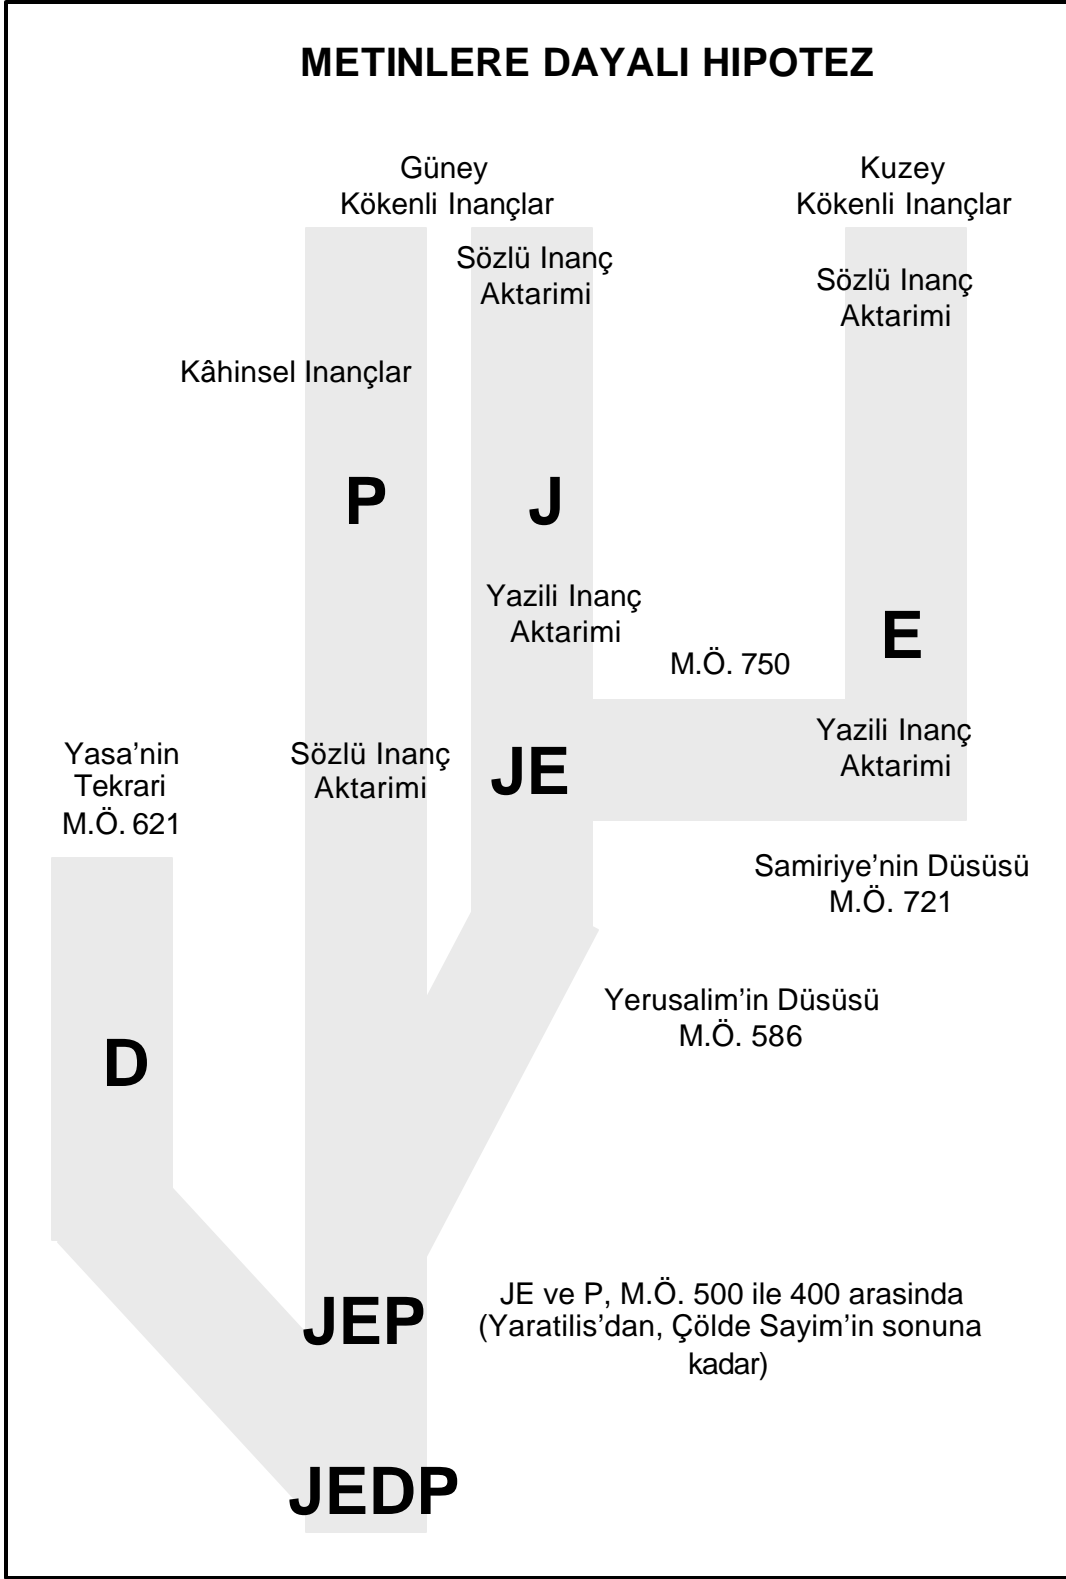 METINLERE DAYALI HIPOTEZ
Güney
Kökenli Inançlar
Kuzey
Kökenli Inançlar
Sözlü Inanç
Aktarimi
Sözlü Inanç
Aktarimi
Kâhinsel Inançlar
P
J
Yazili Inanç
Aktarimi
E
M.Ö. 750
Yazili Inanç
Aktarimi
Yasa’nin
Tekrari
M.Ö. 621
Sözlü Inanç
Aktarimi
JE
Samiriye’nin Düsüsü
M.Ö. 721
Yerusalim’in Düsüsü
M.Ö. 586
D
JEP
JE ve P, M.Ö. 500 ile 400 arasinda
(Yaratilis’dan, Çölde Sayim’in sonuna
kadar)
JEDP